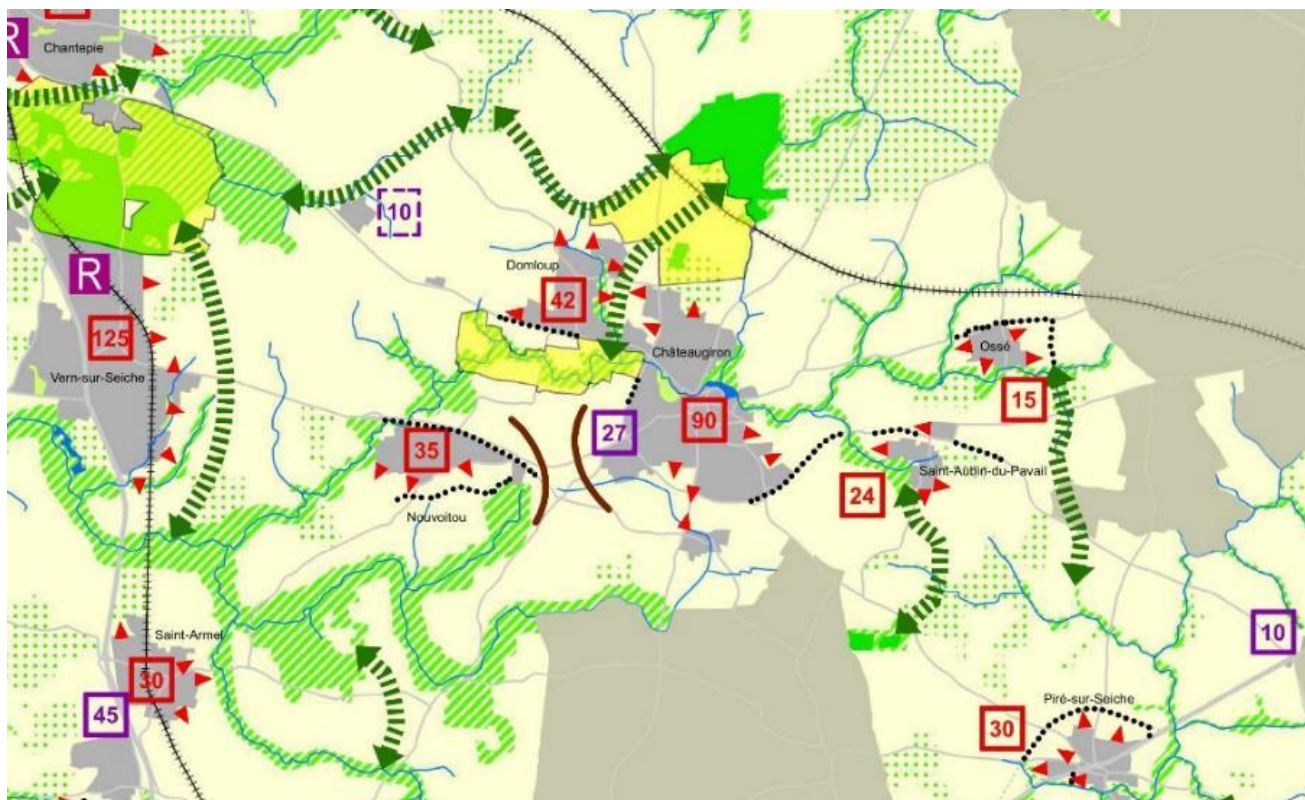 R
Chantepie
10
Domloup
42
R
125
Vern-sur-Seiche
Châteaugiron
Ossé
15
27
90
35
Saint-Aubin-du-Pavail
24
Nouvoitou
Saint-Armel
30
45
10
Piré-sur-Seiche
30